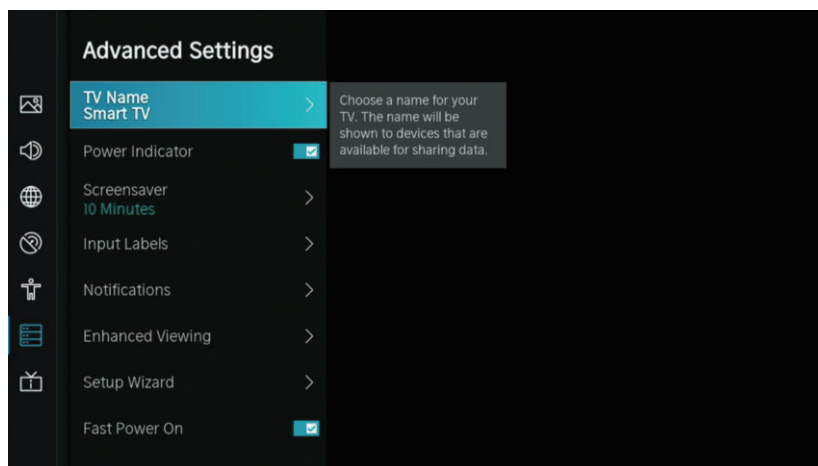 Advanced Settings
TV Name
Smart TV
Choose a name for your
TV. The name will be
shown to devices that are
available for sharing data.
Power Indicator
Screensaver
10 Minutes
Input Labels
Notifications
Enhanced Viewing
Setup Wizard
Fast Power On